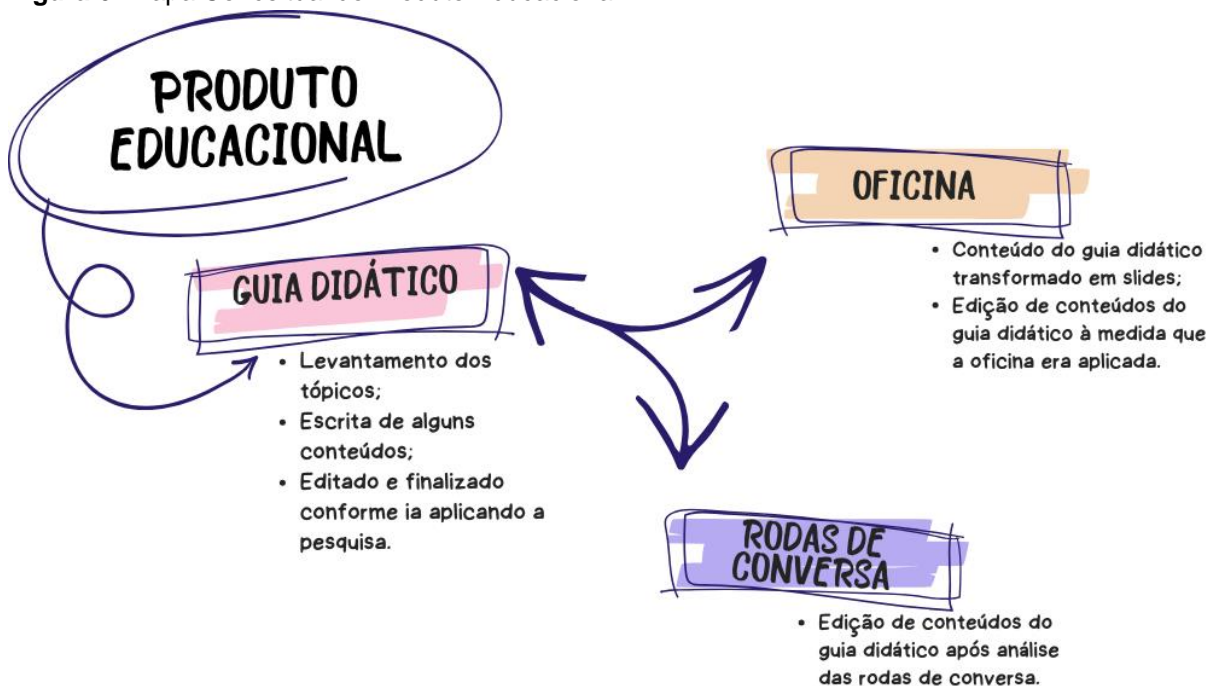 PRODUTO
EDUCACIONAL
GUIA DIDÁTICO
• Levantamento dos
tópicos;
• Escrita de alguns
conteúdos;
• Editado e finalizado
conforme ia aplicando a
pesquisa.
OFICINA
• Conteúdo do guia didático
transformado em slides;
• Edição de conteúdos do
guia didático à medida que
a oficina era aplicada.
RODAS DE
CONVERSA
• Edição de conteúdos do
guia didático após análise
das rodas de conversa.